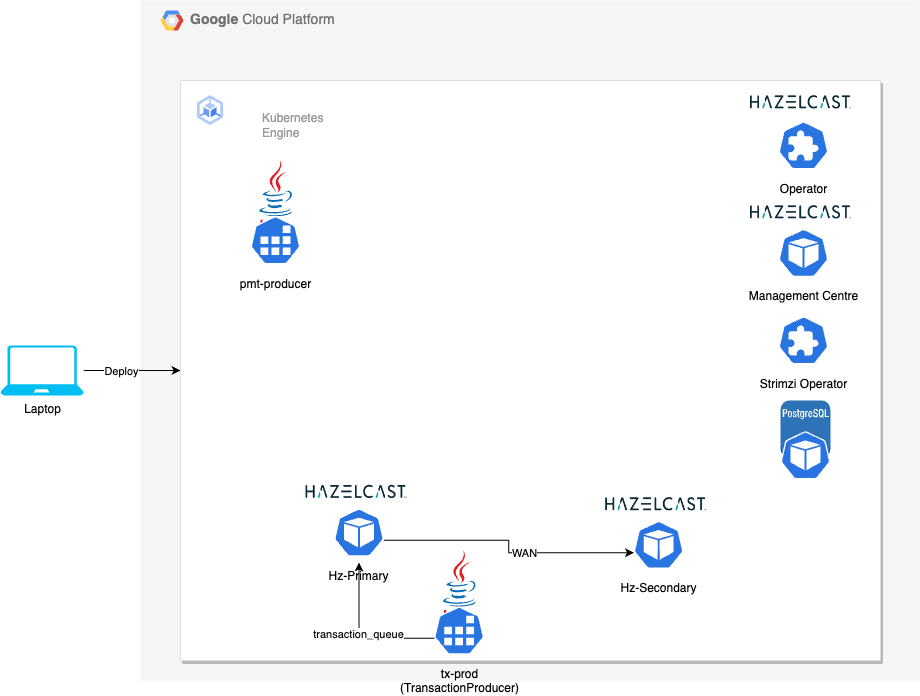 Google Cloud Platform
Kubernetes
Engine
HAZELCAST
Operator
HAZELCAST
Management Centre
pmt-producer
Strimzi Operator
Deploy
Laptop
PostgreSQL
HAZELCAST
HAZELCAST
WAN
Hz-Primary
Hz-Secondary
transaction_queue
tx-prod
(TransactionProducer)